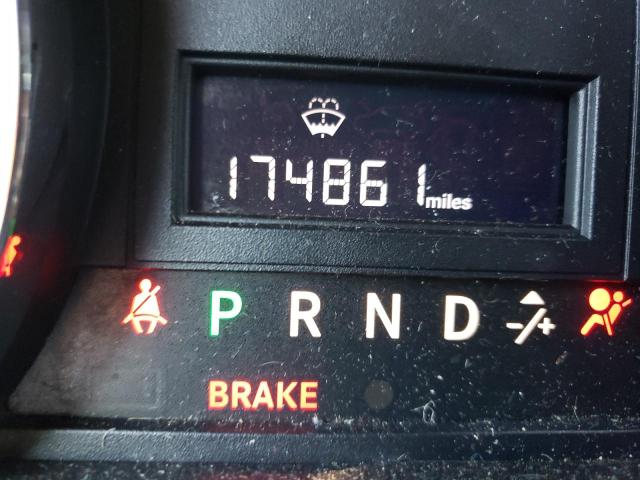 174861 miles
P R N D -/+
BRAKE